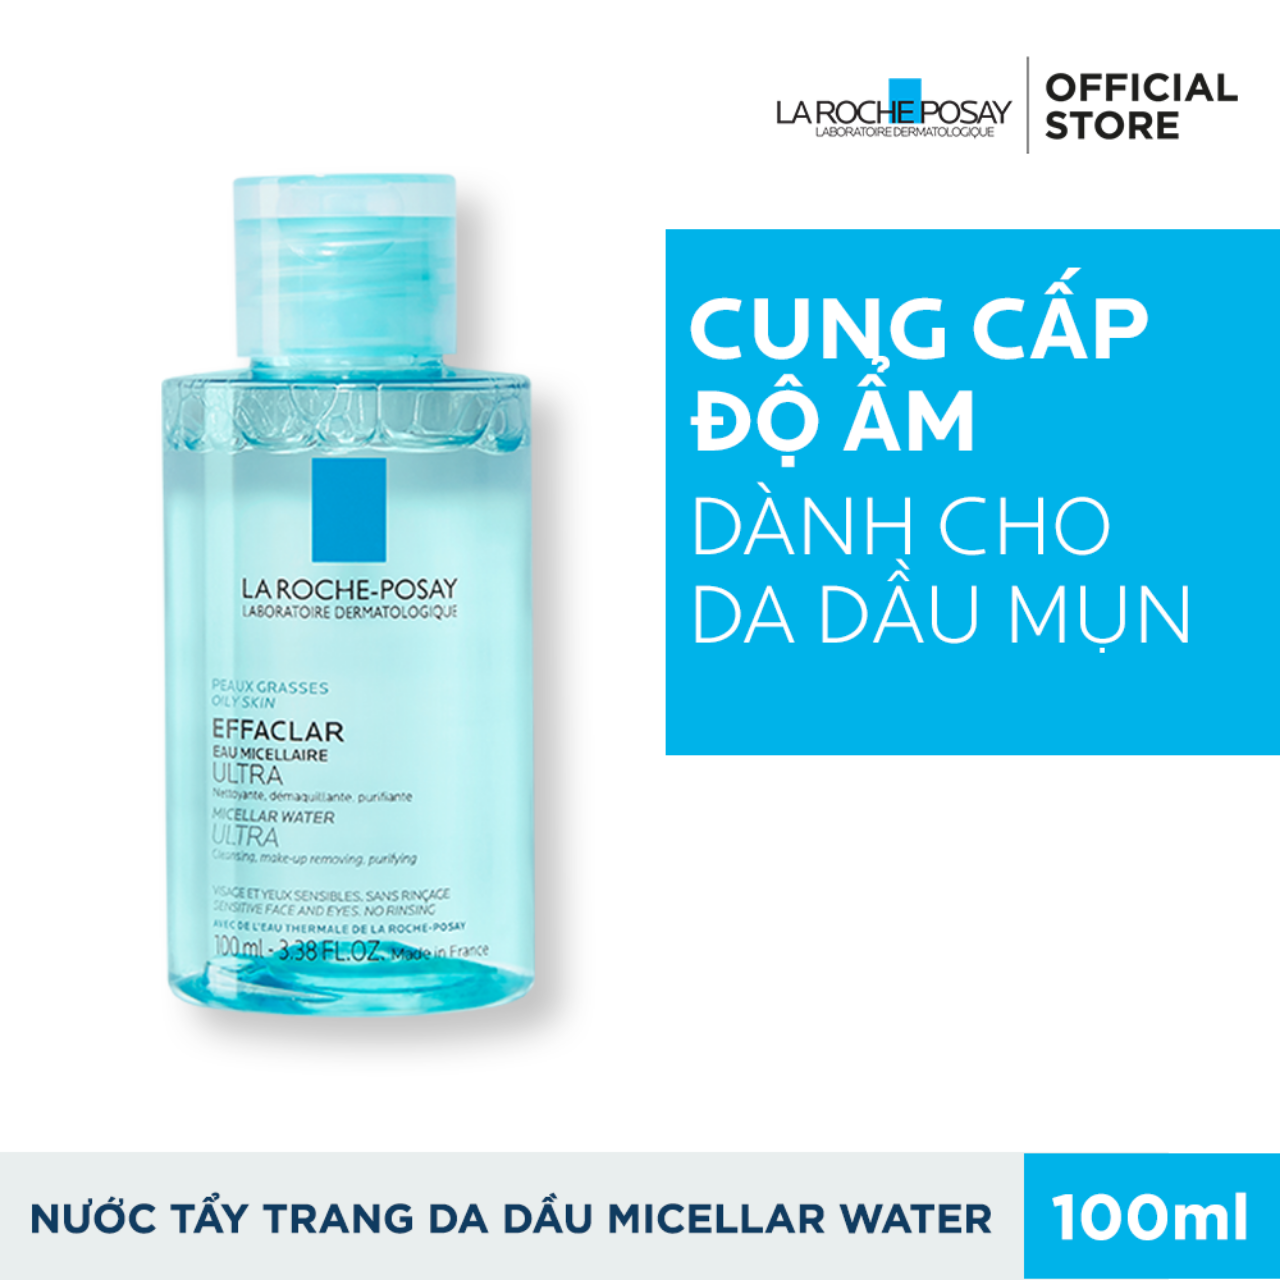 LA ROCHE POSAY
LABORATOIRE DERMATOLOGIQUE
OFFICIAL
STORE
CUNG CẤP
ĐỘ ẨM
DÀNH CHO
DA DẦU MỤN
LA ROCHE-POSAY
LABORATOIRE DERMATOLOGIQUE
PEAUX GRASSES
OILY SKIN
EFFACLAR
EAU MICELLAIRE
ULTRA
Nettoyante, démaquillante, purifiante
MICELLAR WATER
ULTRA
Cleansing, make-up removing, purifying
VISAGE ET YEUX SENSIBLES, SANS RINÇAGE
SENSITIVE FACE AND EYES, NO RINSING
AVEC DE L'EAU THERMALE DE LA ROCHE-POSAY
100 ml - 3.38 FL.OZ. Made in France
NƯỚC TẨY TRANG DA DẦU MICELLAR WATER
100ml